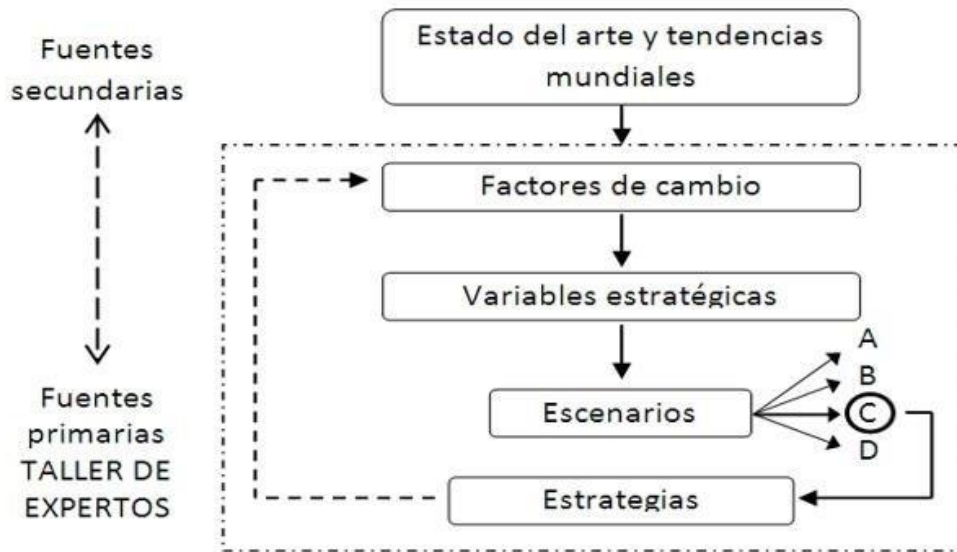 Fuentes
secundarias
Estado del arte y tendencias
mundiales
Factores de cambio
Variables estratégicas
Escenarios
A
B
C
D
Estrategias
Fuentes
primarias
TALLER DE
EXPERTOS